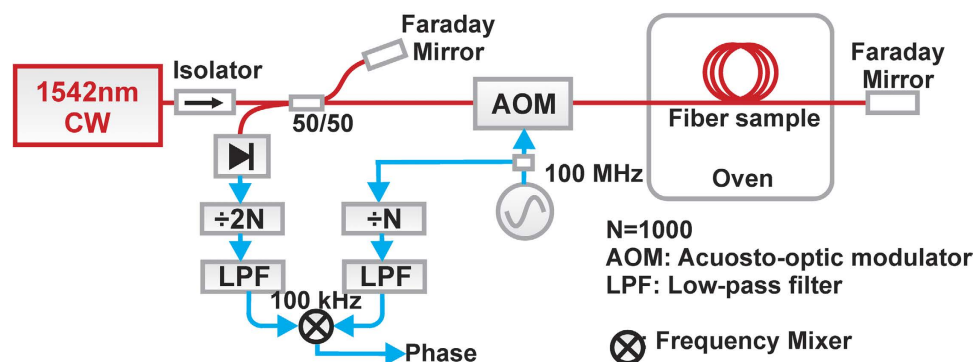 Faraday
Mirror
Isolator
1542nm
CW
50/50
AOM
Faraday
Mirror
Fiber sample
Oven
100 MHz
÷2N
÷N
LPF
LPF
100 kHz
Phase
N=1000
AOM: Acuosto-optic modulator
LPF: Low-pass filter
: Frequency Mixer